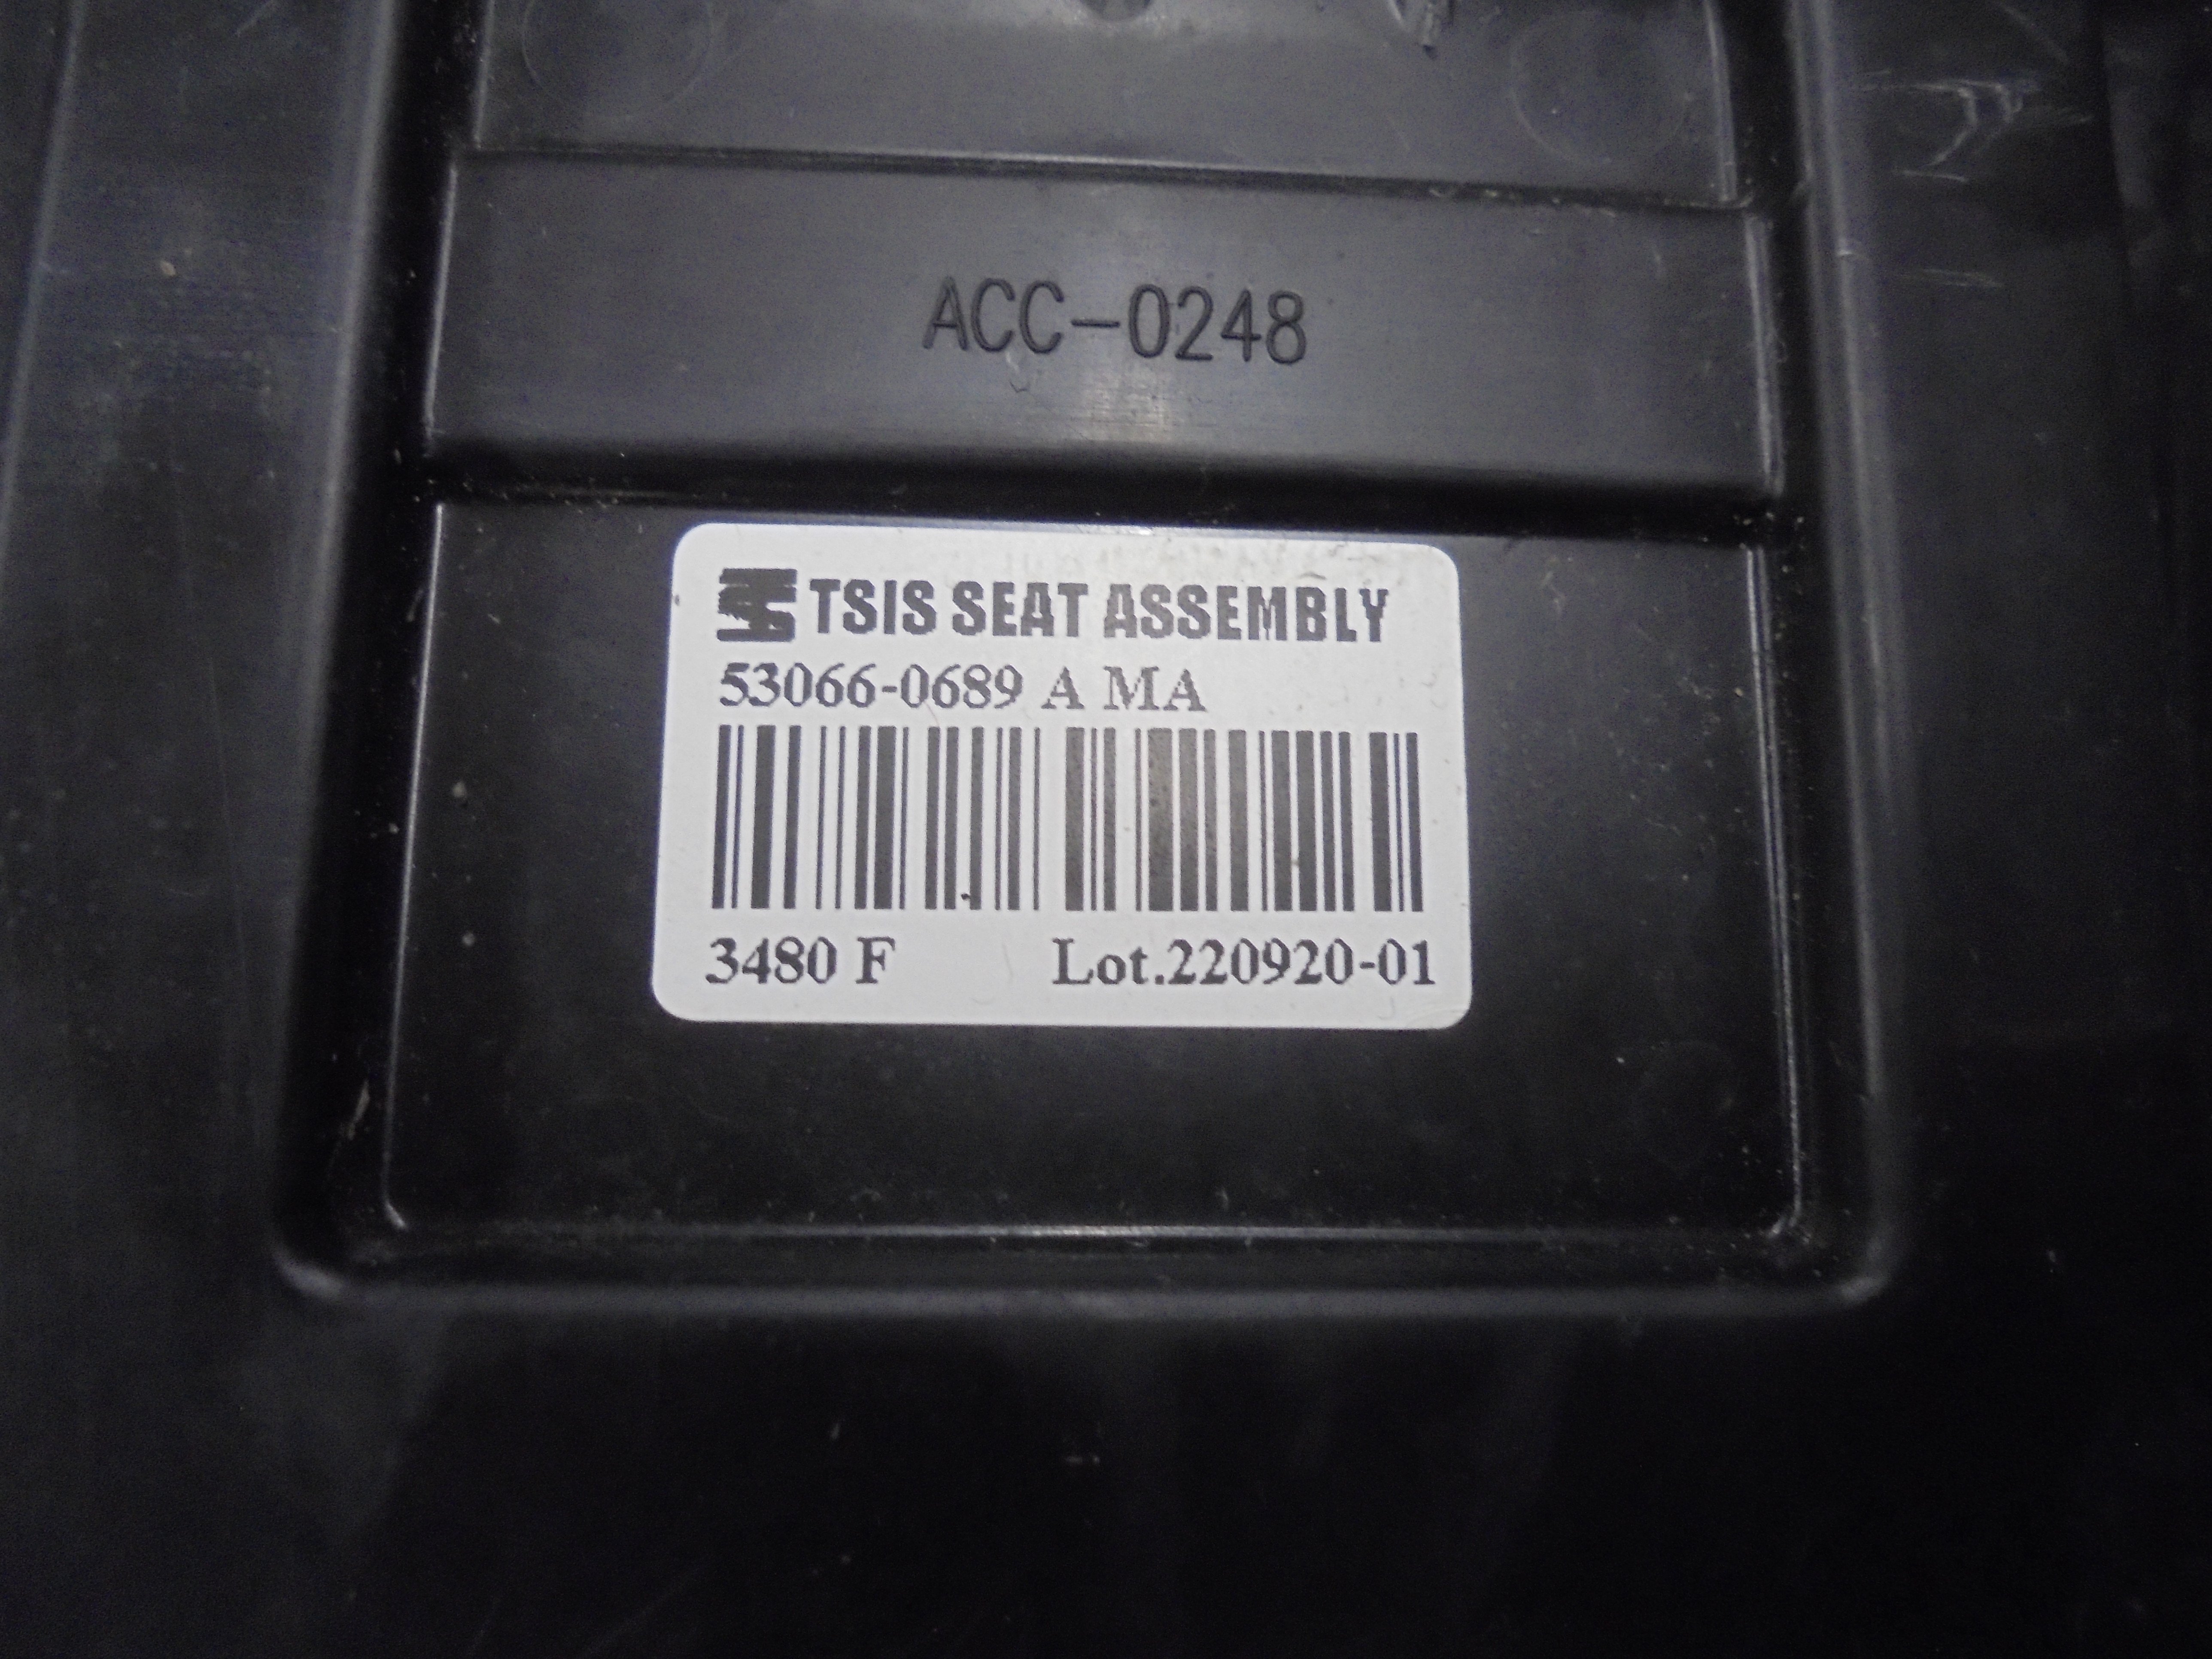 ACC-0248
TSIS SEAT ASSEMBLY
53066-0689 A MA
3480 F Lot.220920-01